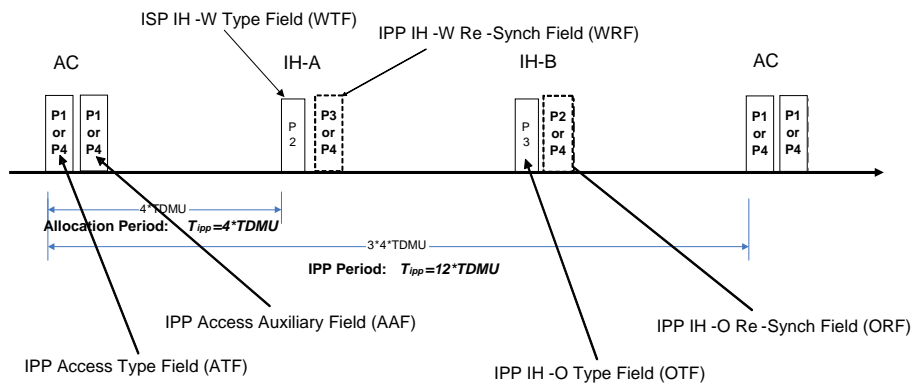 ISP IH -W Type Field (WTF)
IPP IH -W Re -Synch Field (WRF)
AC
IH-A
IH-B
AC
P1
or
P4
P1
or
P4
P
2
P3
or
P4
P
3
P2
or
P4
P1
or
P4
P1
or
P4
4*TDMU
Allocation Period: Tipp=4*TDMU
3*4*TDMU
IPP Period: Tipp=12*TDMU
IPP Access Auxiliary Field (AAF)
IPP IH -O Re -Synch Field (ORF)
IPP Access Type Field (ATF)
IPP IH -O Type Field (OTF)